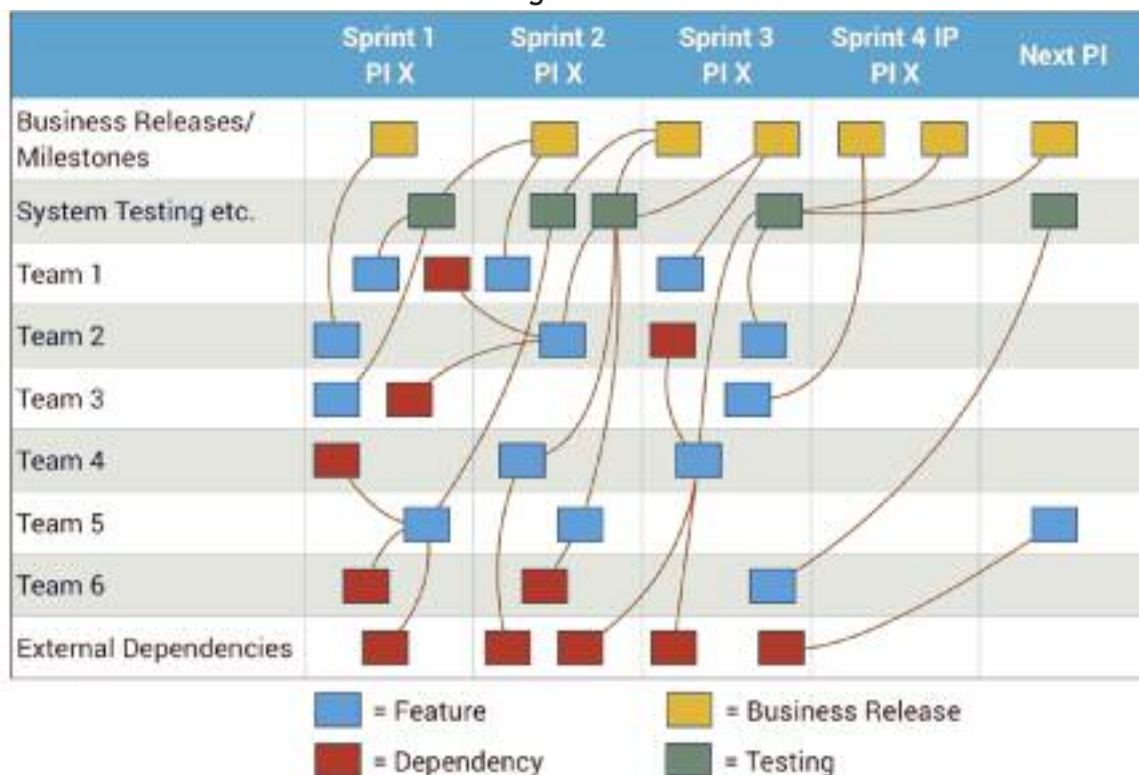 Sprint 1
PI X
Sprint 2
PI X
Sprint 3
PI X
Sprint 4 IP
PI X
Next PI
Business Releases/
Milestones
System Testing etc.
Team 1
Team 2
Team 3
Team 4
Team 5
Team 6
External Dependencies
= Feature
= Business Release
= Dependency
= Testing